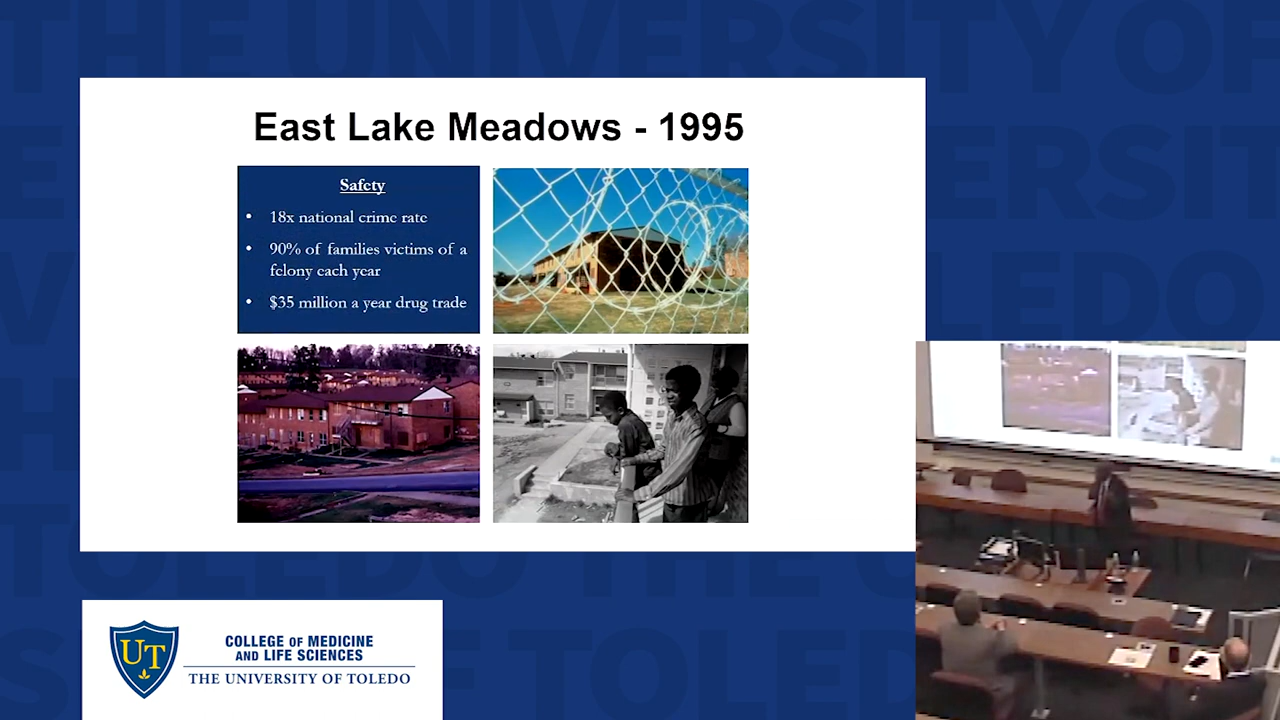 East Lake Meadows - 1995
Safety
• 18x national crime rate
• 90% of families victims of a
felony each year
• $35 million a year drug trade
UT
COLLEGE OF MEDICINE
AND LIFE SCIENCES
THE UNIVERSITY OF TOLEDO